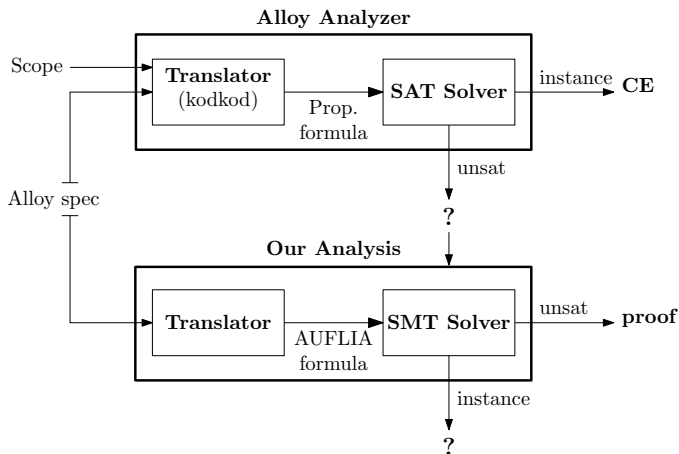 Alloy Analyzer
Scope
Translator
(kodkod)
Prop.
formula
SAT Solver
instance
CE
unsat
?
Alloy spec
Our Analysis
Translator
AUFLIA
formula
SMT Solver
unsat
proof
instance
?